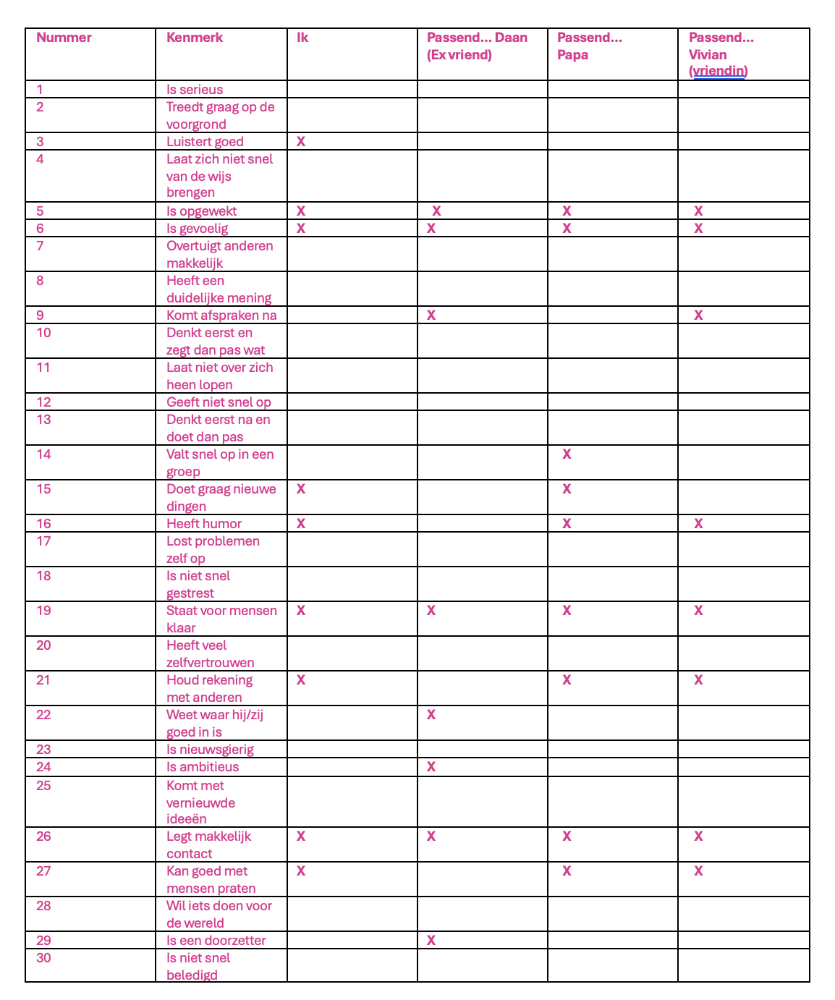 Nummer Kenmerk Ik Passend... Daan Passend... Passend...
(Ex vriend) Papa Vivian
(vriendin)
1 Is serieus
2 Treedt graag op de
voorgrond
3 Luistert goed X
4 Laat zich niet snel
van de wijs
brengen
5 Is opgewekt X X X X
6 Is gevoelig X X X X
7 Overtuigt anderen
makkelijk
8 Heeft een
duidelijke mening
9 Komt afspraken na X X
10 Denkt eerst en
zegt dan pas wat
11 Laat niet over zich
heen lopen
12 Geeft niet snel op
13 Denkt eerst na en
doet dan pas
14 Valt snel op in een X
groep
15 Doet graag nieuwe X X
dingen
16 Heeft humor X X X
17 Lost problemen
zelf op
18 Is niet snel
gestrest
19 Staat voor mensen X X X X
klaar
20 Heeft veel
zelfvertrouwen
21 Houd rekening X X X
met anderen
22 Weet waar hij/zij X
goed in is
23 Is nieuwsgierig
24 Is ambitieus X
25 Komt met
vernieuwde
ideeën
26 Legt makkelijk X X X X
contact
27 Kan goed met X X X
mensen praten
28 Wil iets doen voor
de wereld
29 Is een doorzetter X
30 Is niet snel
beledigd